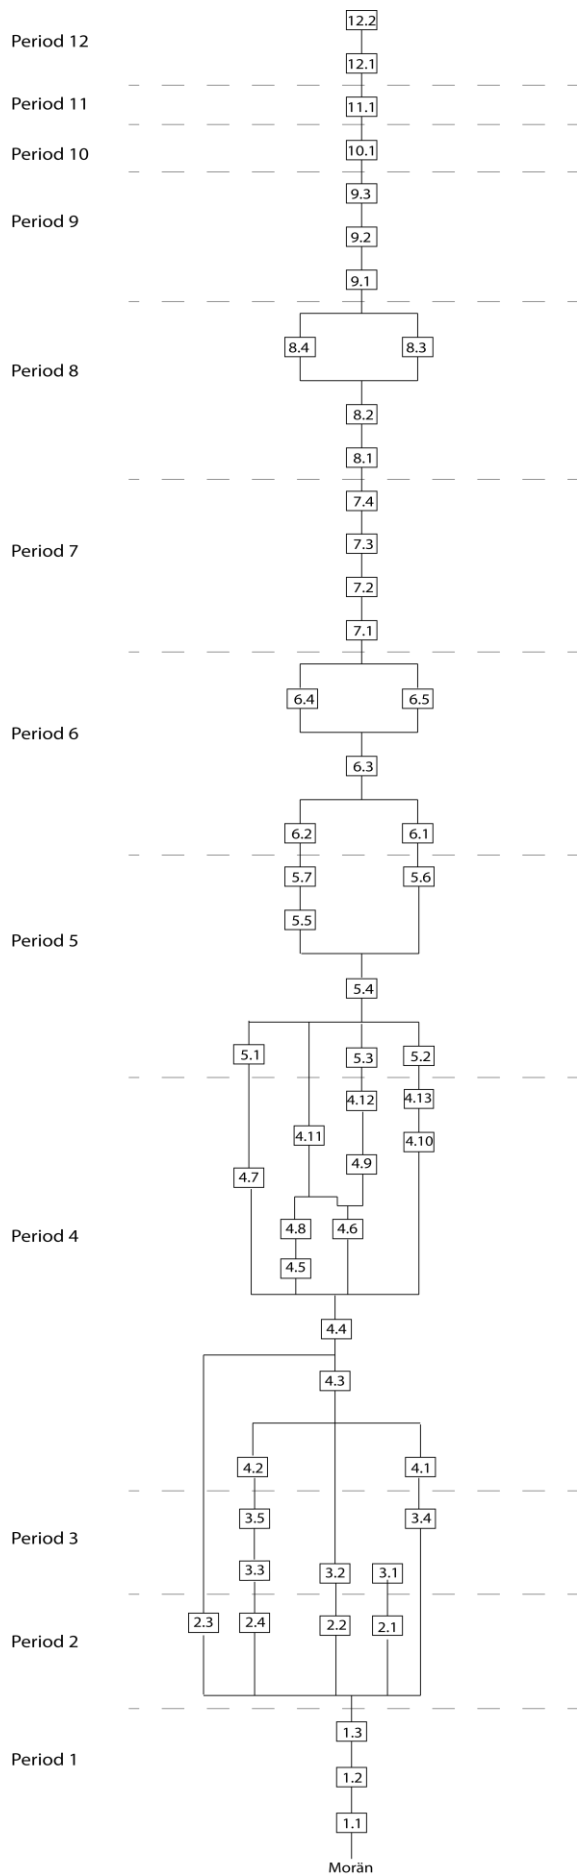 12.2
Period 12
12.1
Period 11
11.1
Period 10
10.1
9.3
Period 9
9.2
9.1
8.4 8.3
Period 8
8.2
8.1
7.4
7.3
Period 7
7.2
7.1
6.4 6.5
Period 6
6.3
6.2 6.1
5.7 5.6
5.5
Period 5
5.4
5.1 5.3 5.2
4.12 4.13
4.11 4.10
4.9
4.7
4.8 4.6
Period 4
4.5
4.4
4.3
4.2 4.1
3.5 3.4
Period 3
3.3 3.2 3.1
2.3 2.4 2.2 2.1
Period 2
1.3
Period 1
1.2
1.1
Morän